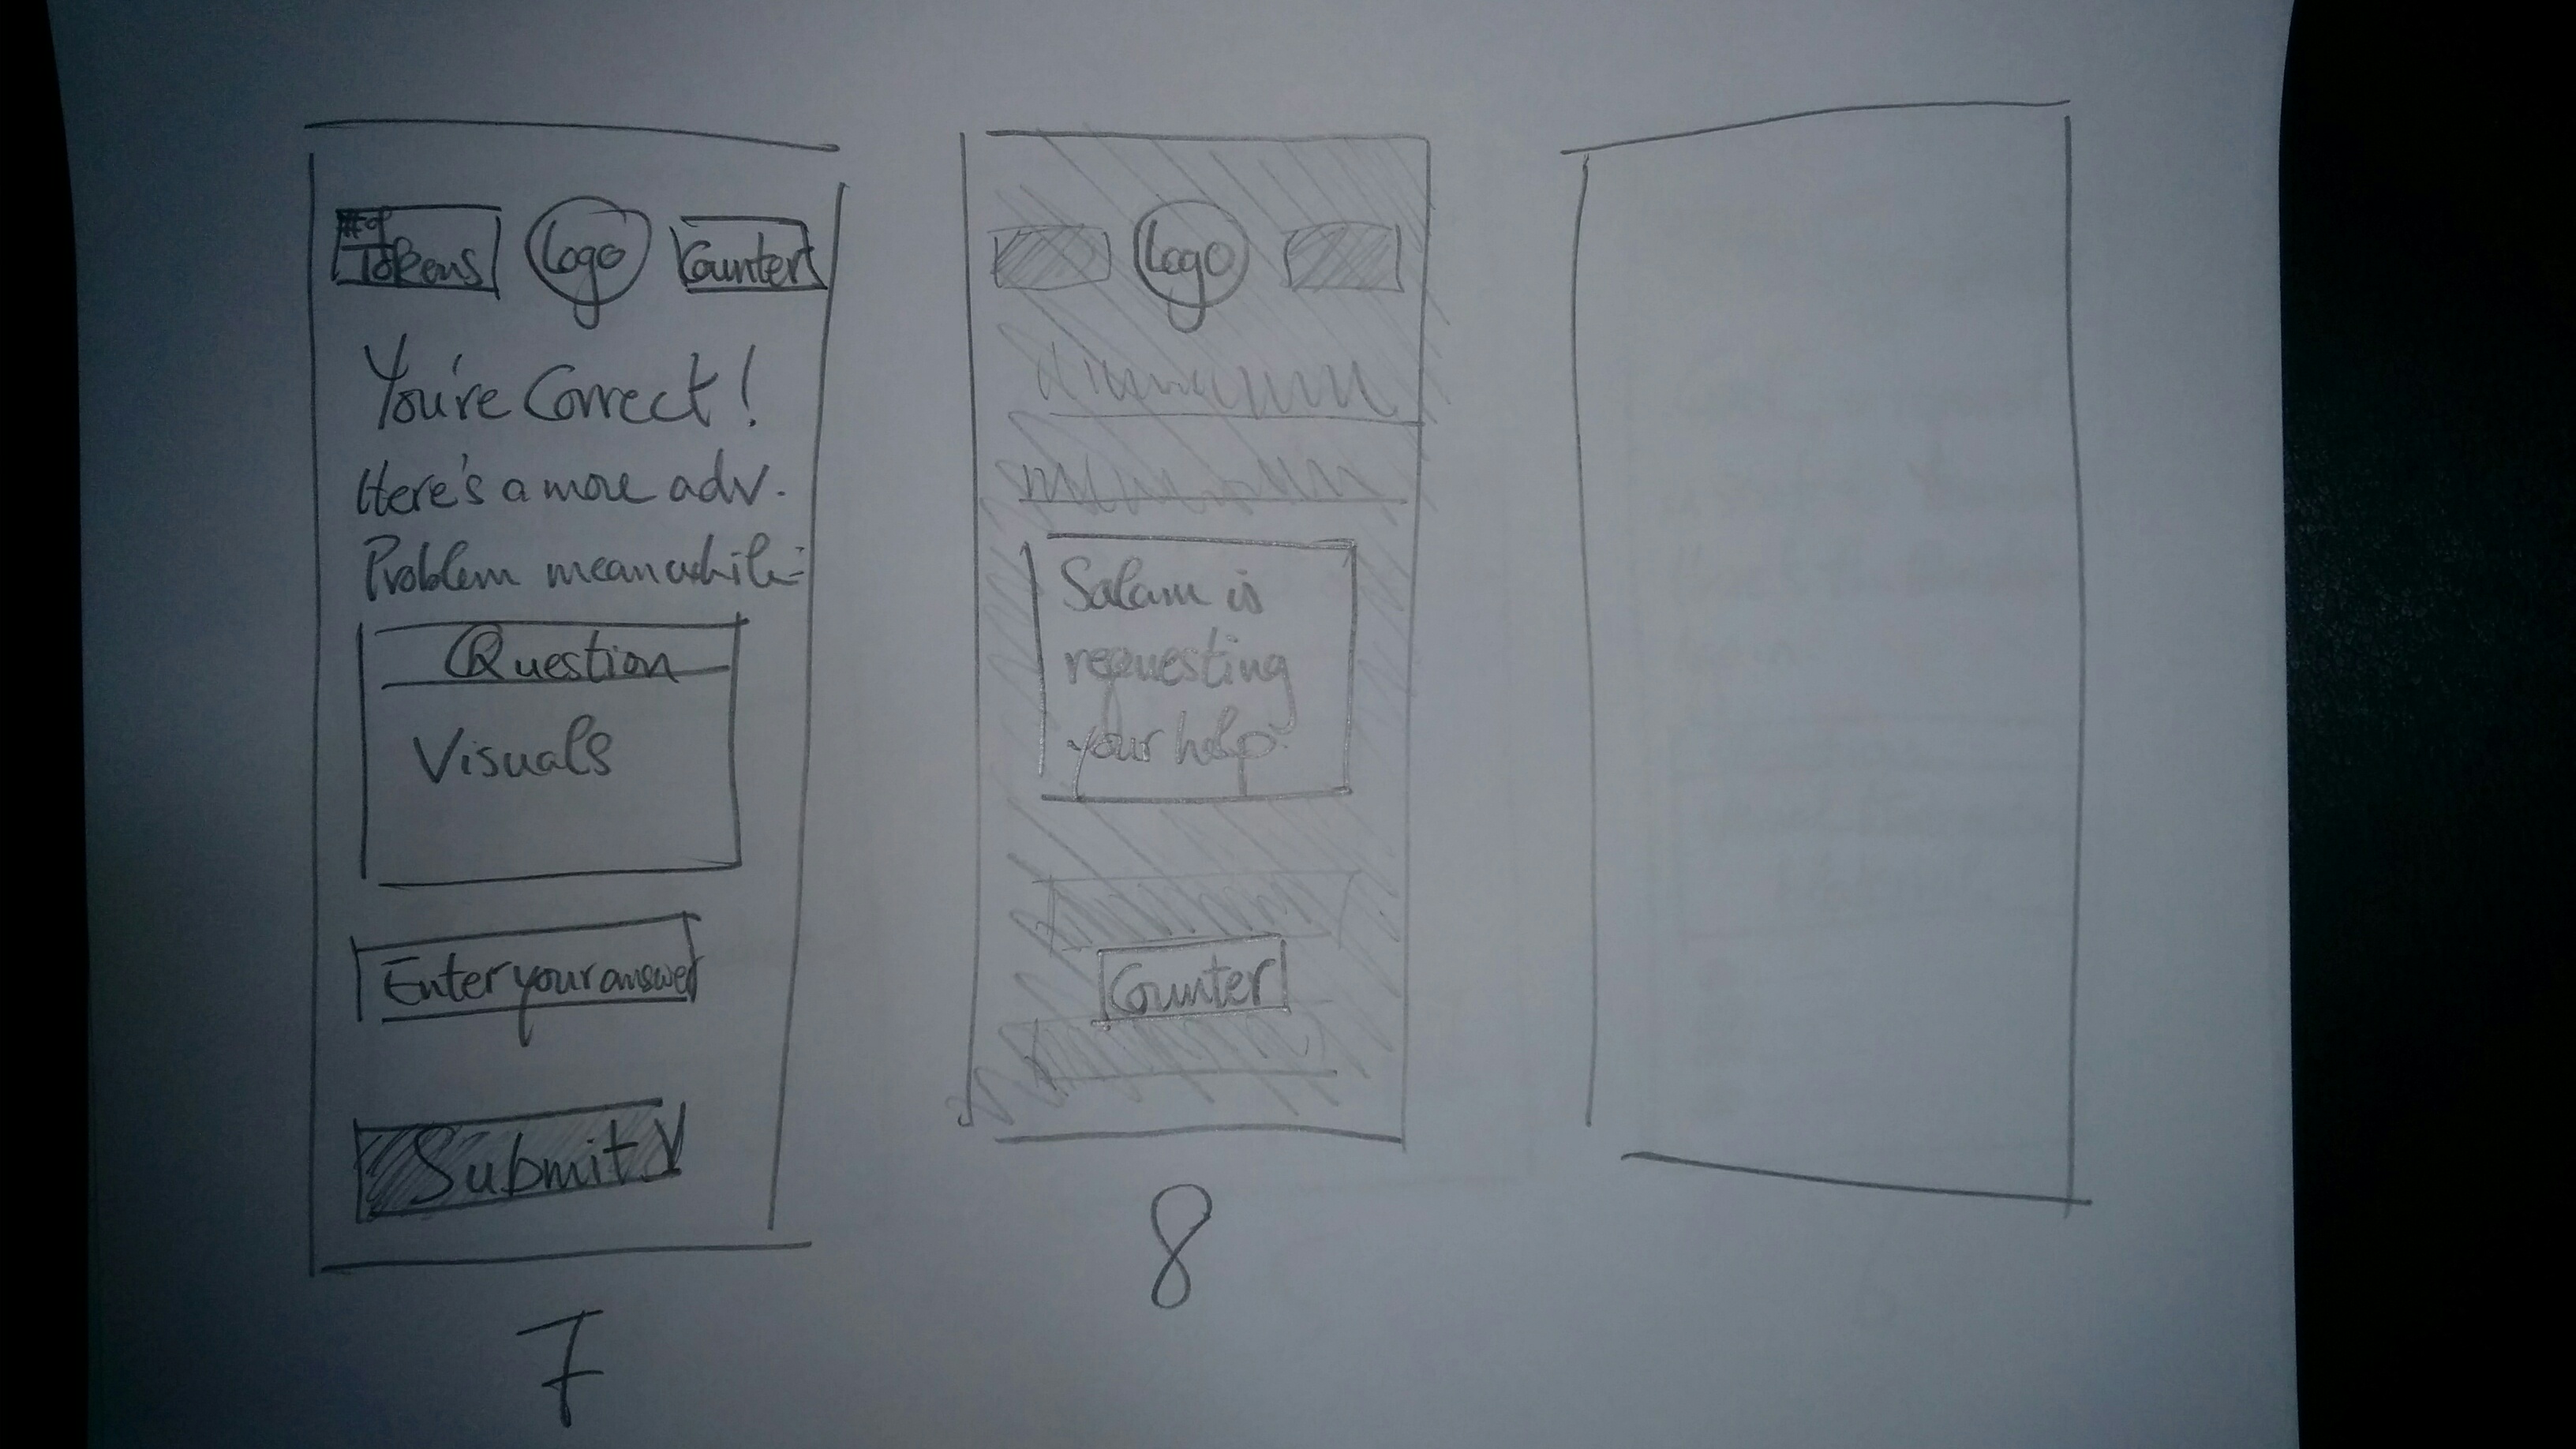 #of
Tokens
Logo
Counter
You're Correct!
Here's a more adv.
Problem meanwhile:
Question
Visuals
Enter your answer
Submit
7
Logo
Salam is
requesting
your help.
Counter
8